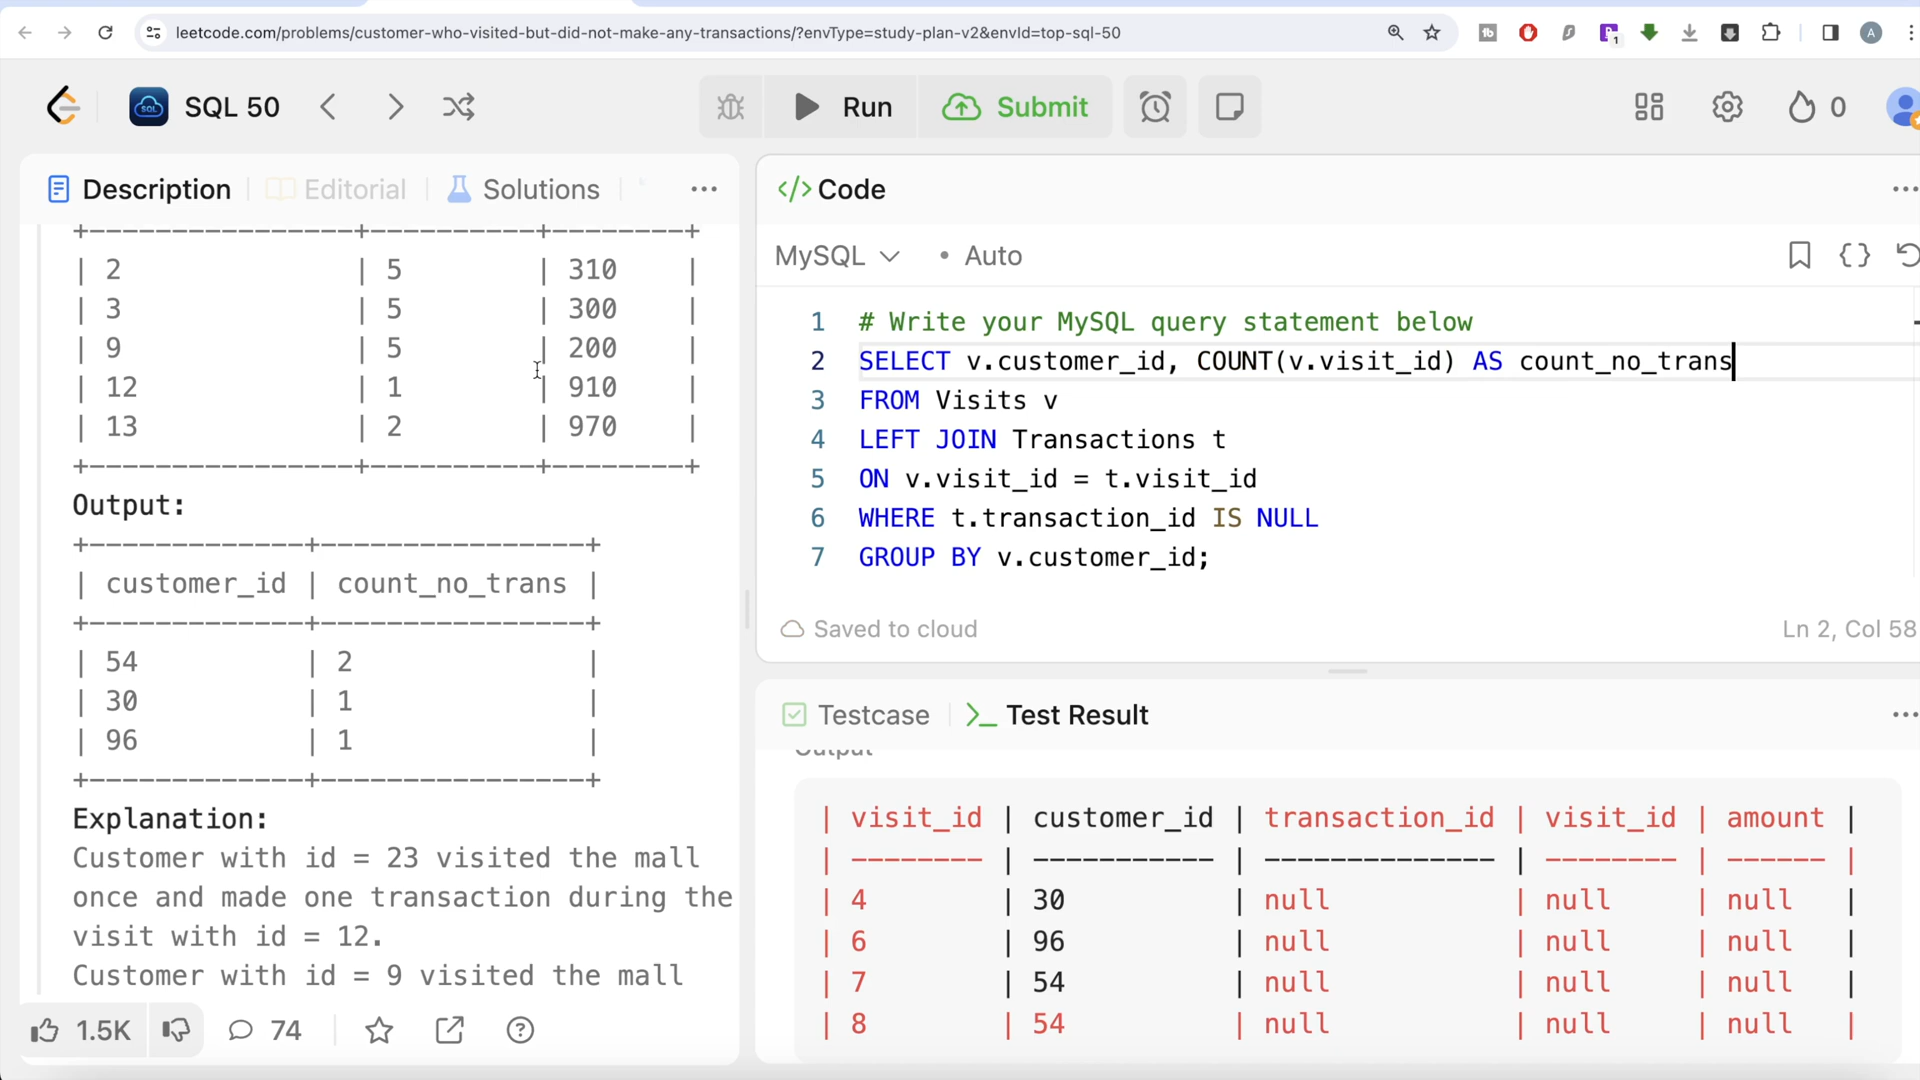 leetcode.com/problems/customer-who-visited-but-did-not-make-any-transactions/?envType=study-plan-v2&envId=top-sql-50
SQL 50
Run
Submit
0
Description
Editorial
Solutions
+-----------------+----------+--------+
| 2 | 5 | 310 |
| 3 | 5 | 300 |
| 9 | 5 | 200 |
| 12 | 1 | 910 |
| 13 | 2 | 970 |
+-----------------+----------+--------+
Output:
+-------------+----------------+
| customer_id | count_no_trans |
+-------------+----------------+
| 54 | 2 |
| 30 | 1 |
| 96 | 1 |
+-------------+----------------+
Explanation:
Customer with id = 23 visited the mall
once and made one transaction during the
visit with id = 12.
Customer with id = 9 visited the mall
1.5K
74
</> Code
MySQL • Auto
1 # Write your MySQL query statement below
2 SELECT v.customer_id, COUNT(v.visit_id) AS count_no_trans
3 FROM Visits v
4 LEFT JOIN Transactions t
5 ON v.visit_id = t.visit_id
6 WHERE t.transaction_id IS NULL
7 GROUP BY v.customer_id;
Saved to cloud
Ln 2, Col 58
Testcase
>_ Test Result
Output
| visit_id | customer_id | transaction_id | visit_id | amount |
| -------- | ----------- | -------------- | -------- | ------ |
| 4 | 30 | null | null | null |
| 6 | 96 | null | null | null |
| 7 | 54 | null | null | null |
| 8 | 54 | null | null | null |